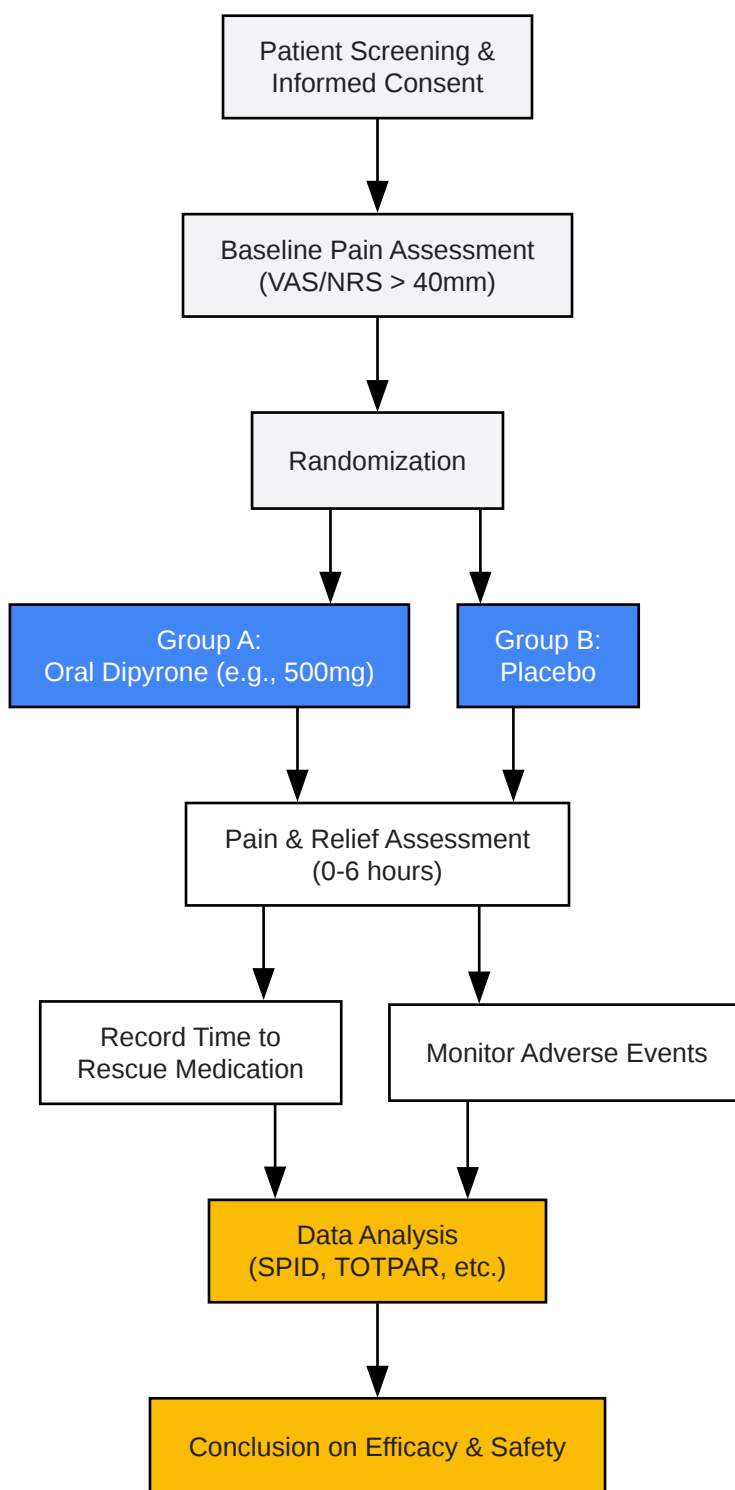 Patient Screening &
Informed Consent
Baseline Pain Assessment
(VAS/NRS > 40mm)
Randomization
Group A:
Oral Dipyrone (e.g., 500mg)
Group B:
Placebo
Pain & Relief Assessment
(0-6 hours)
Record Time to
Rescue Medication
Monitor Adverse Events
Data Analysis
(SPID, TOTPAR, etc.)
Conclusion on Efficacy & Safety